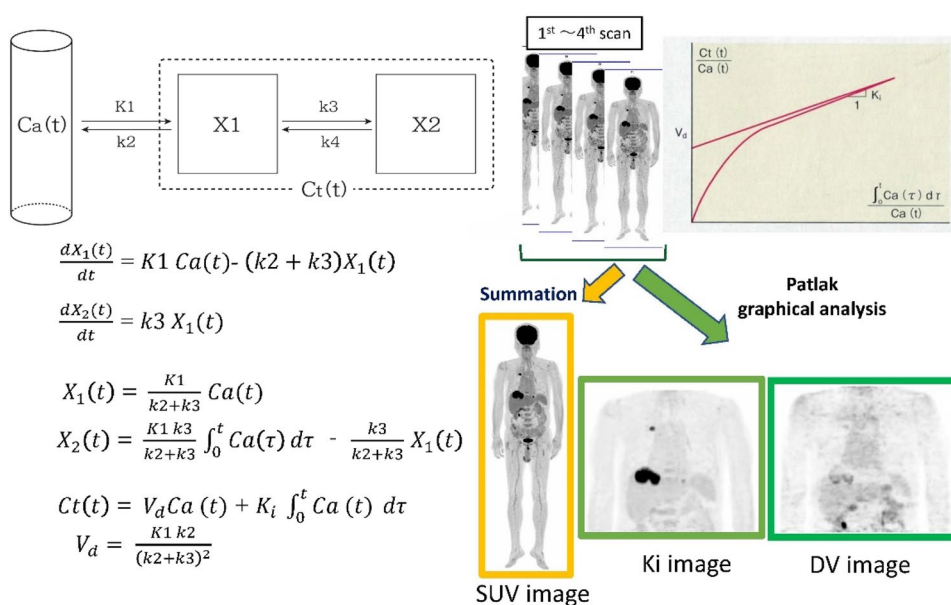 Ca(t)
K1
k2
X1
k3
k4
X2
Ct(t)
1st ~4th scan
Ct (t)
Ca (t)
Ki
1
Vd
∫0t Ca (τ) dτ
Ca (t)
dX1(t)/dt = K1 Ca(t)- (k2 + k3)X1(t)
dX2(t)/dt = k3 X1(t)
X1(t) = K1/k2+k3 Ca(t)
X2(t) = K1 k3/k2+k3 ∫0t Ca(τ) dτ - k3/k2+k3 X1(t)
Ct(t) = VdCa (t) + Ki ∫0t Ca (t) dτ
Vd = K1 k2/(k2+k3)2
Summation
Patlak
graphical analysis
SUV image
Ki image
DV image